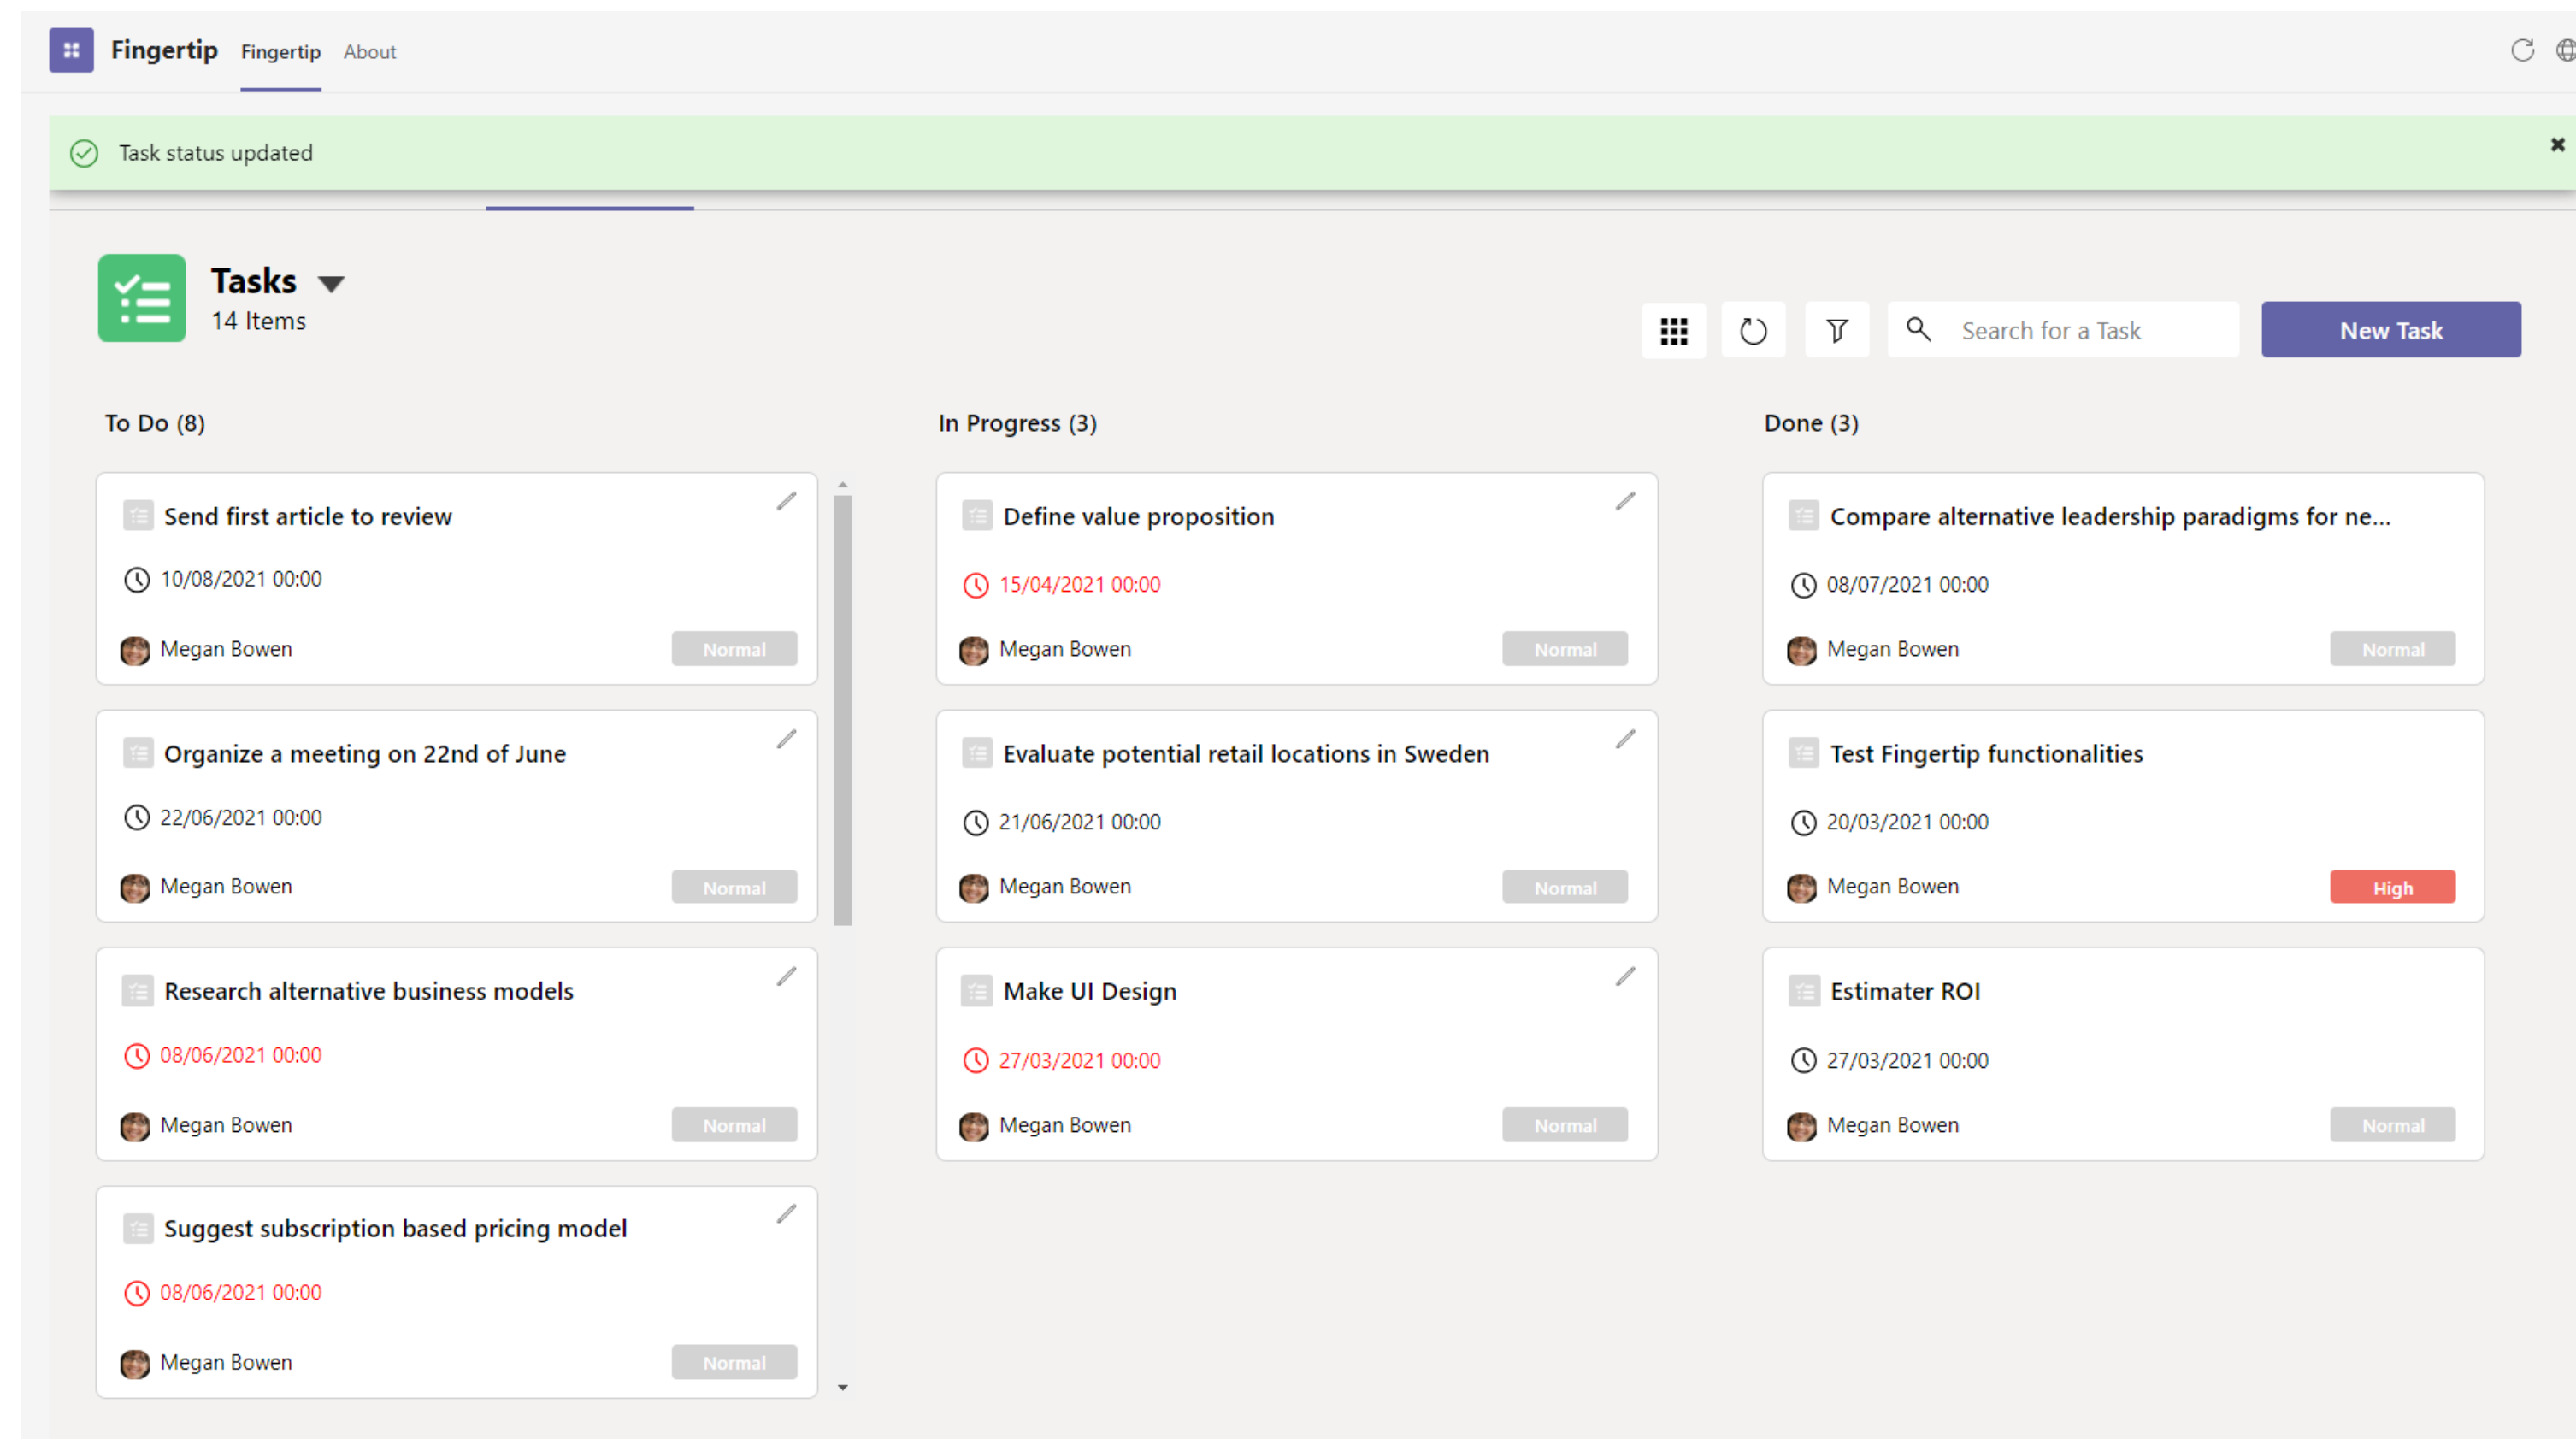 Fingertip Fingertip About
Task status updated
Tasks
14 Items
Search for a Task
New Task
To Do (8)
Send first article to review
10/08/2021 00:00
Megan Bowen
Normal
Organize a meeting on 22nd of June
22/06/2021 00:00
Megan Bowen
Normal
Research alternative business models
08/06/2021 00:00
Megan Bowen
Normal
Suggest subscription based pricing model
08/06/2021 00:00
Megan Bowen
Normal
In Progress (3)
Define value proposition
15/04/2021 00:00
Megan Bowen
Normal
Evaluate potential retail locations in Sweden
21/06/2021 00:00
Megan Bowen
Normal
Make UI Design
27/03/2021 00:00
Megan Bowen
Normal
Done (3)
Compare alternative leadership paradigms for ne...
08/07/2021 00:00
Megan Bowen
Normal
Test Fingertip functionalities
20/03/2021 00:00
Megan Bowen
High
Estimater ROI
27/03/2021 00:00
Megan Bowen
Normal